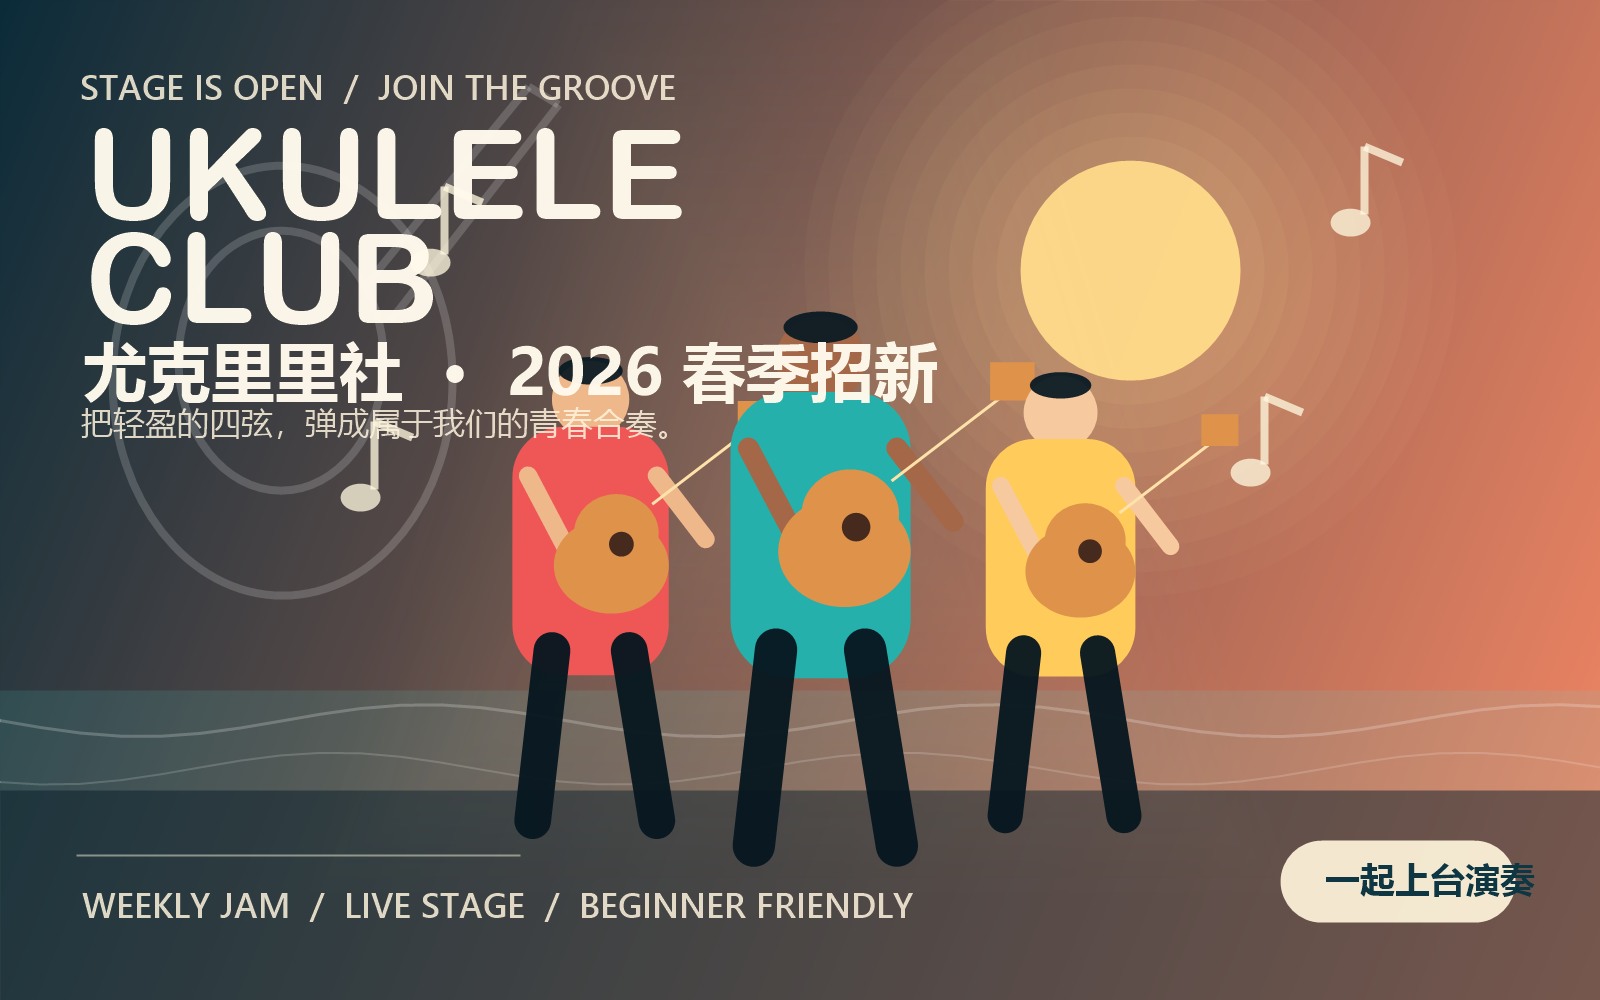 STAGE IS OPEN / JOIN THE GROOVE
UKULELE
CLUB
尤克里里社 • 2026 春季招新
把轻盈的四弦，弹成属于我们的青春合奏。
WEEKLY JAM / LIVE STAGE / BEGINNER FRIENDLY
一起上台演奏